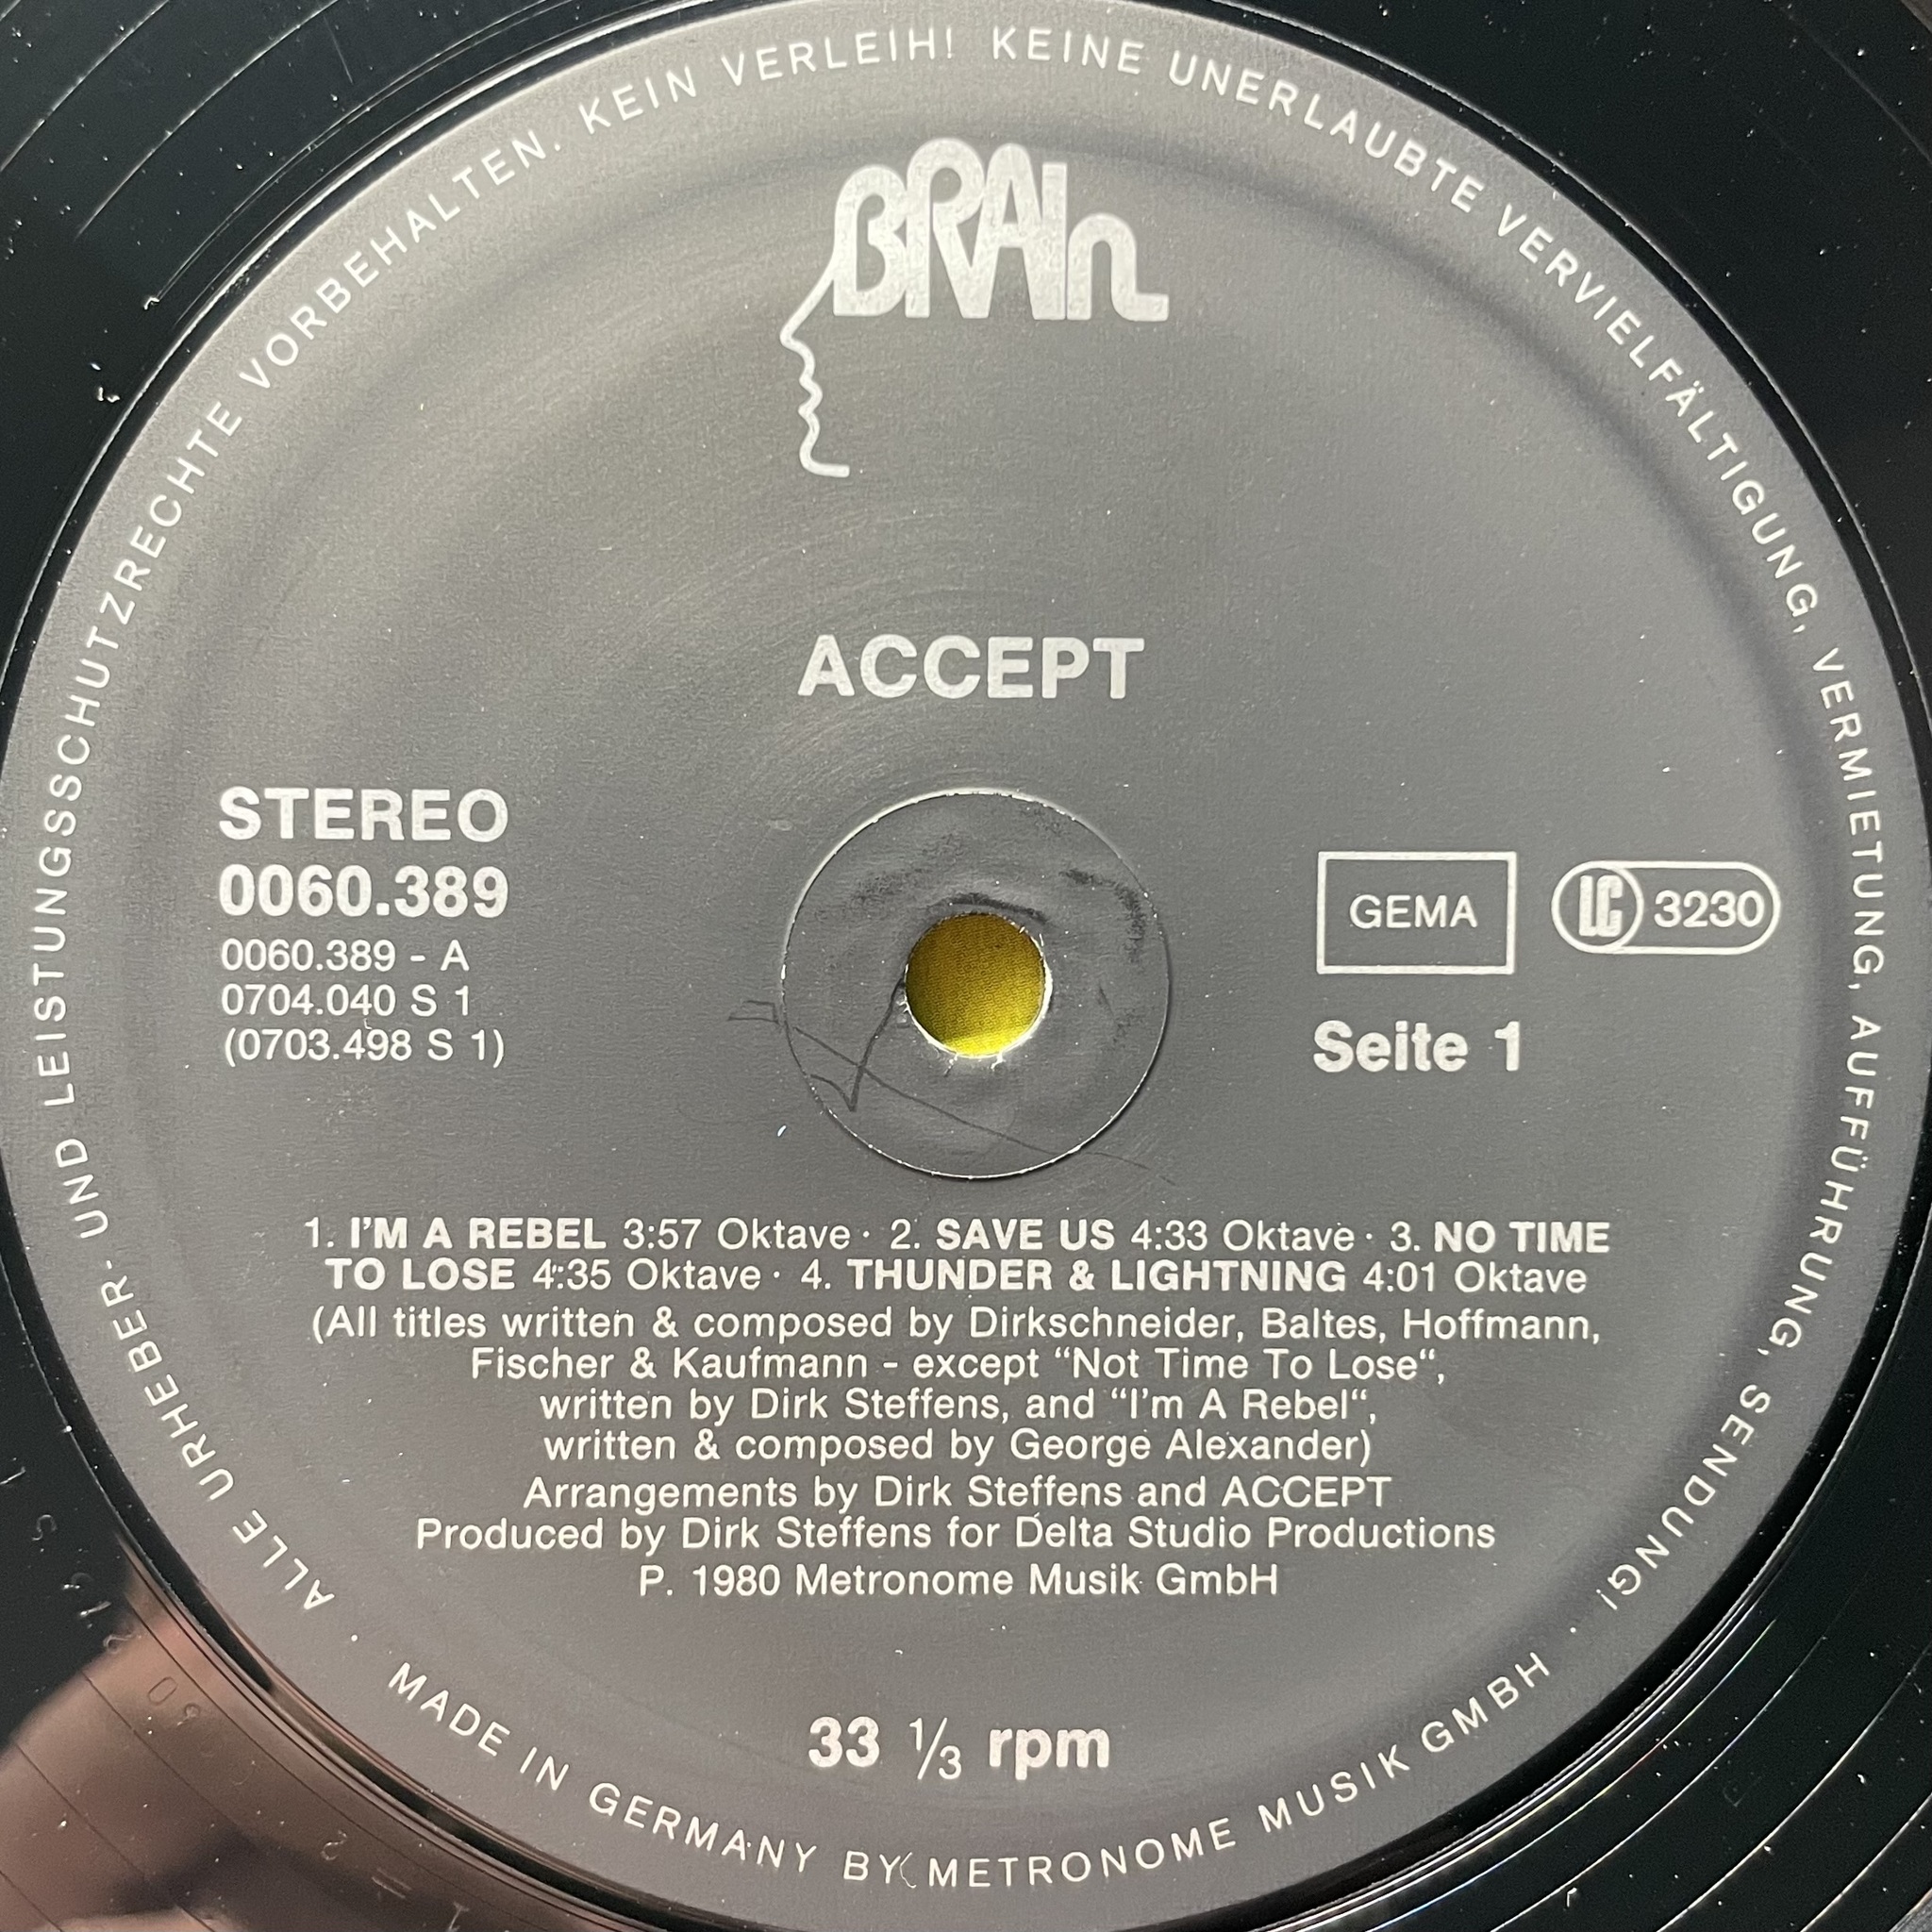 ALLE URHEBER- UND LEISTUNGSSCHUTZRECHTE VORBEHALTEN. KEIN VERLEIH! KEINE UNERLAUBTE VERVIELFÄLTIGUNG, VERMIETUNG, AUFFÜHRUNG, SENDUNG!
BRAIn
ACCEPT
STEREO
0060.389
0060.389 - A
0704.040 S 1
(0703.498 S 1)
GEMA
LC 3230
Seite 1
1. I'M A REBEL 3:57 Oktave · 2. SAVE US 4:33 Oktave · 3. NO TIME
TO LOSE 4:35 Oktave · 4. THUNDER & LIGHTNING 4:01 Oktave
(All titles written & composed by Dirkschneider, Baltes, Hoffmann,
Fischer & Kaufmann - except “Not Time To Lose“,
written by Dirk Steffens, and “I'm A Rebel“,
written & composed by George Alexander)
Arrangements by Dirk Steffens and ACCEPT
Produced by Dirk Steffens for Delta Studio Productions
P. 1980 Metronome Musik GmbH
33 ⅓ rpm
· MADE IN GERMANY BY METRONOME MUSIK GMBH ·